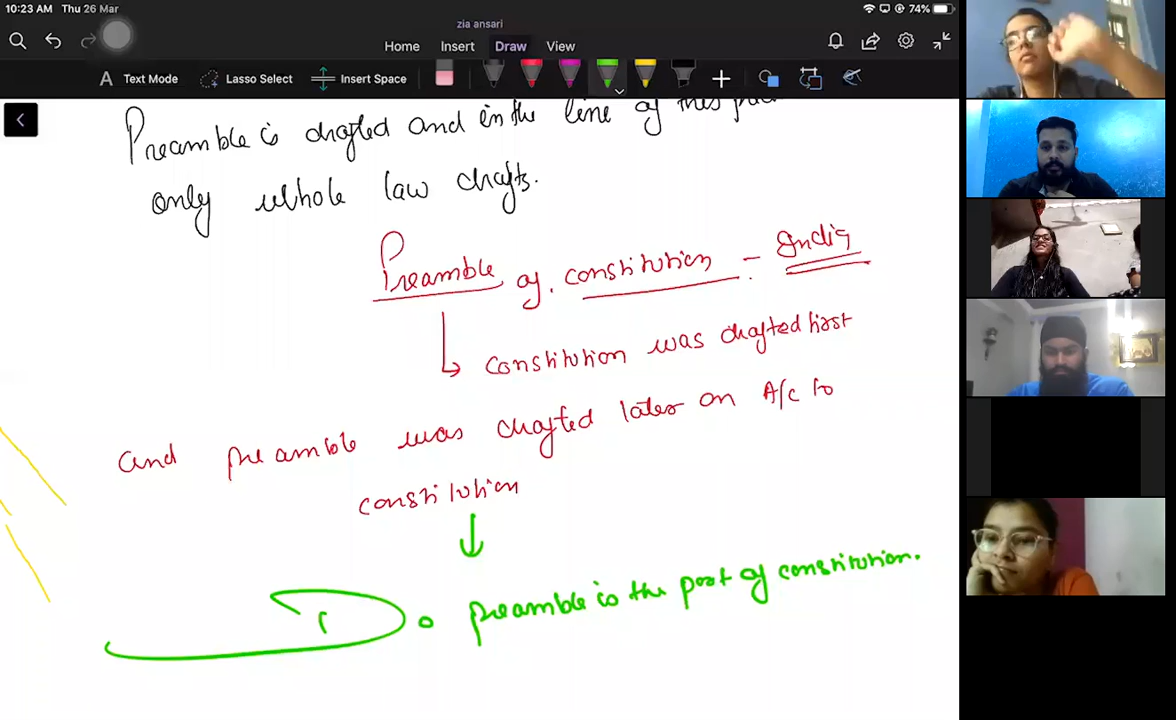 10:23 AM Thu 26 Mar
74%
zia ansari
Home Insert Draw View
Text Mode Lasso Select Insert Space
Preamble is drafted and in the line of this
only whole law drafts.
Preamble of constitution - India
constitution was drafted first
and preamble was drafted later on A/c to
constitution
preamble is the part of constitution.